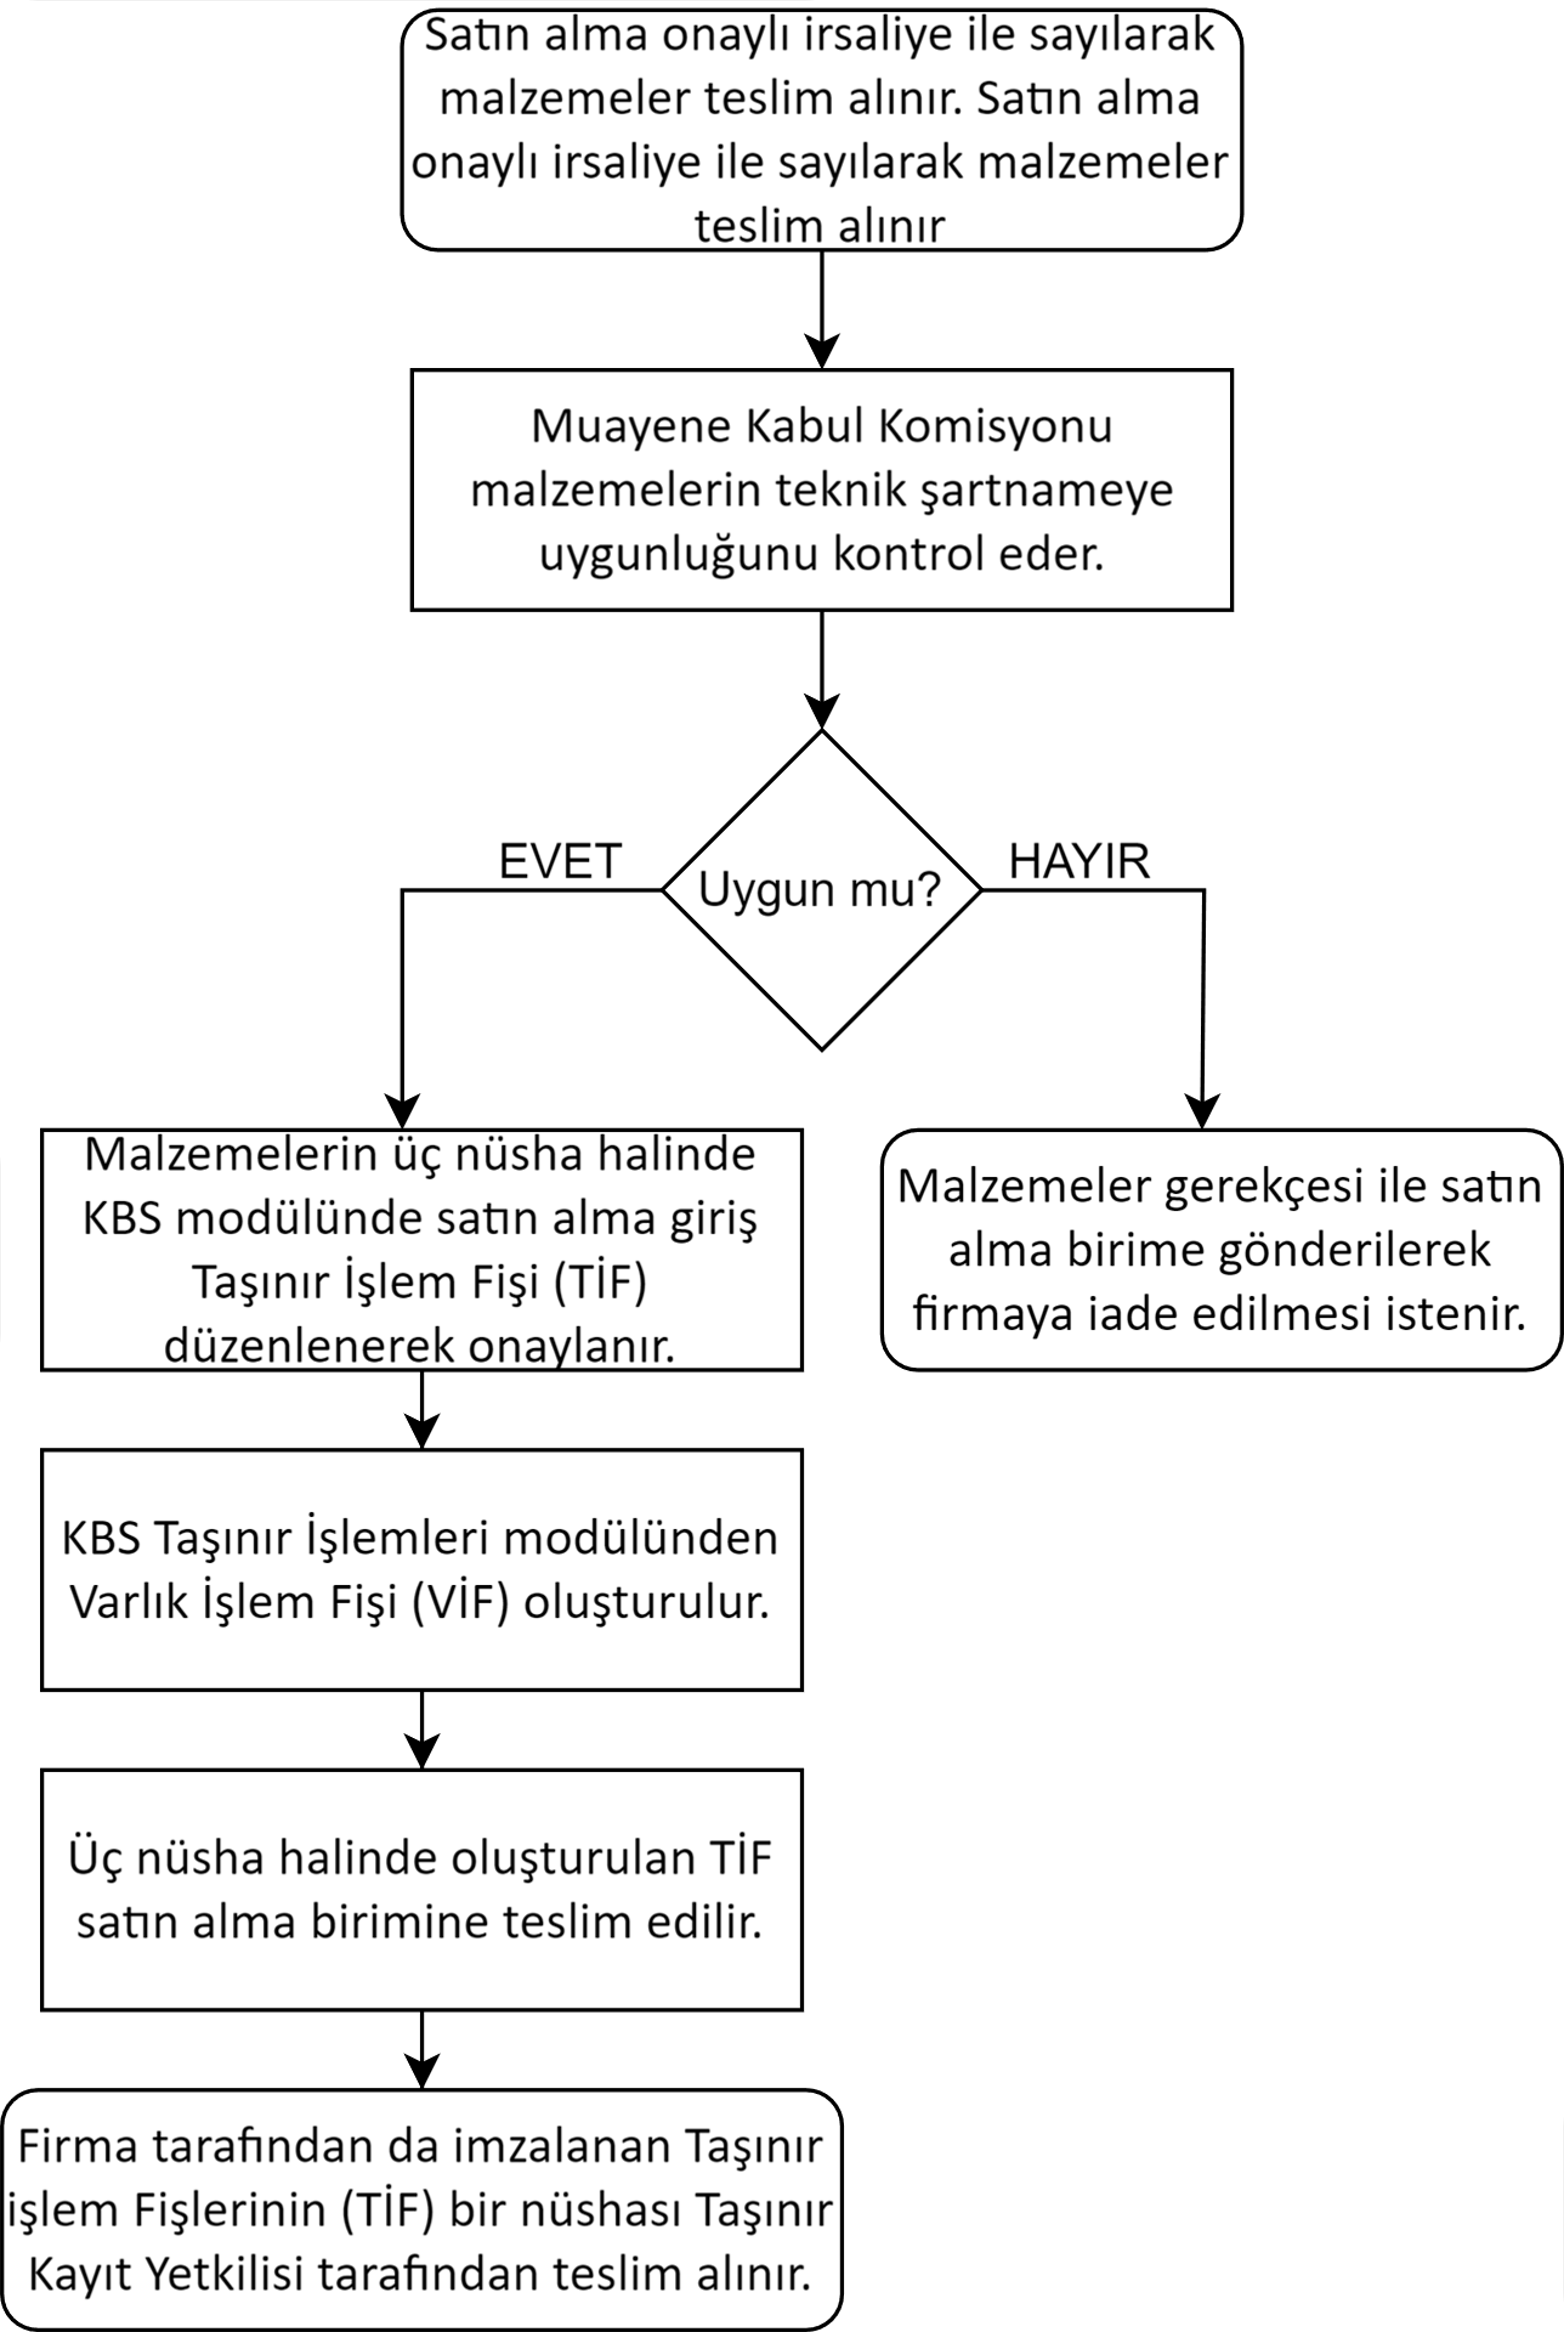 Satın alma onaylı irsaliye ile sayılarak
malzemeler teslim alınır. Satın alma
onaylı irsaliye ile sayılarak malzemeler
teslim alınır
Muayene Kabul Komisyonu
malzemelerin teknik şartnameye
uygunluğunu kontrol eder.
EVET
Uygun mu?
HAYIR
Malzemelerin üç nüsha halinde
KBS modülünde satın alma giriş
Taşınır İşlem Fişi (TİF)
düzenlenerek onaylanır.
Malzemeler gerekçesi ile satın
alma birime gönderilerek
firmaya iade edilmesi istenir.
KBS Taşınır İşlemleri modülünden
Varlık İşlem Fişi (VİF) oluşturulur.
Üç nüsha halinde oluşturulan TİF
satın alma birimine teslim edilir.
Firma tarafından da imzalanan Taşınır
işlem Fişlerinin (TİF) bir nüshası Taşınır
Kayıt Yetkilisi tarafından teslim alınır.